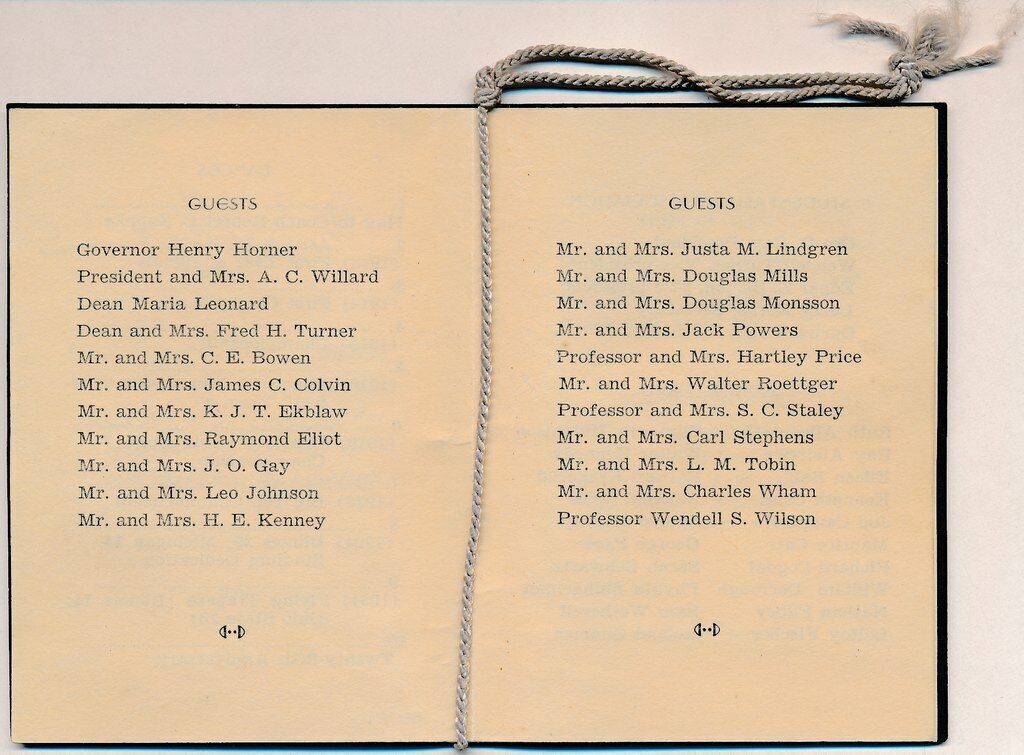 GUESTS
Governor Henry Horner
President and Mrs. A. C. Willard
Dean Maria Leonard
Dean and Mrs. Fred H. Turner
Mr. and Mrs. C. E. Bowen
Mr. and Mrs. James C. Colvin
Mr. and Mrs. K. J. T. Ekblaw
Mr. and Mrs. Raymond Eliot
Mr. and Mrs. J. O. Gay
Mr. and Mrs. Leo Johnson
Mr. and Mrs. H. E. Kenney
GUESTS
Mr. and Mrs. Justa M. Lindgren
Mr. and Mrs. Douglas Mills
Mr. and Mrs. Douglas Monsson
Mr. and Mrs. Jack Powers
Professor and Mrs. Hartley Price
Mr. and Mrs. Walter Roettger
Professor and Mrs. S. C. Staley
Mr. and Mrs. Carl Stephens
Mr. and Mrs. L. M. Tobin
Mr. and Mrs. Charles Wham
Professor Wendell S. Wilson